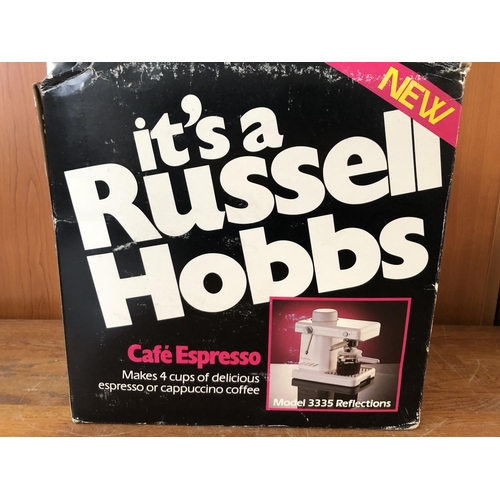 NEW
it's a
Russell
Hobbs
Café Espresso
Makes 4 cups of delicious
espresso or cappuccino coffee
Model 3335 Reflections